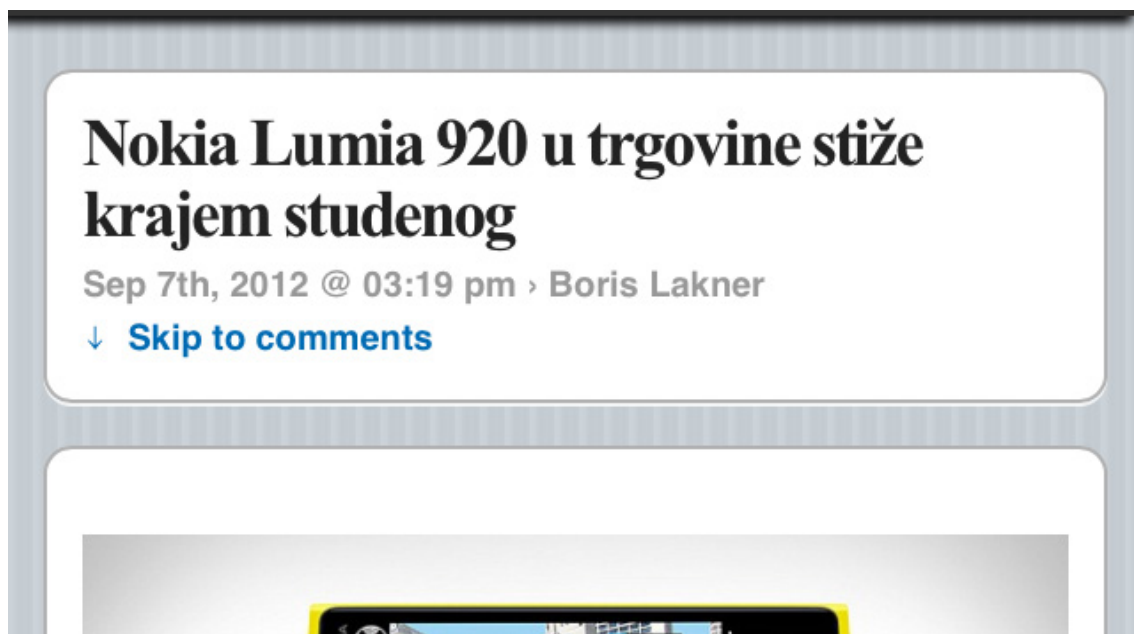 Nokia Lumia 920 u trgovine stiže
krajem studenog
Sep 7th, 2012 @ 03:19 pm › Boris Lakner
↓ Skip to comments